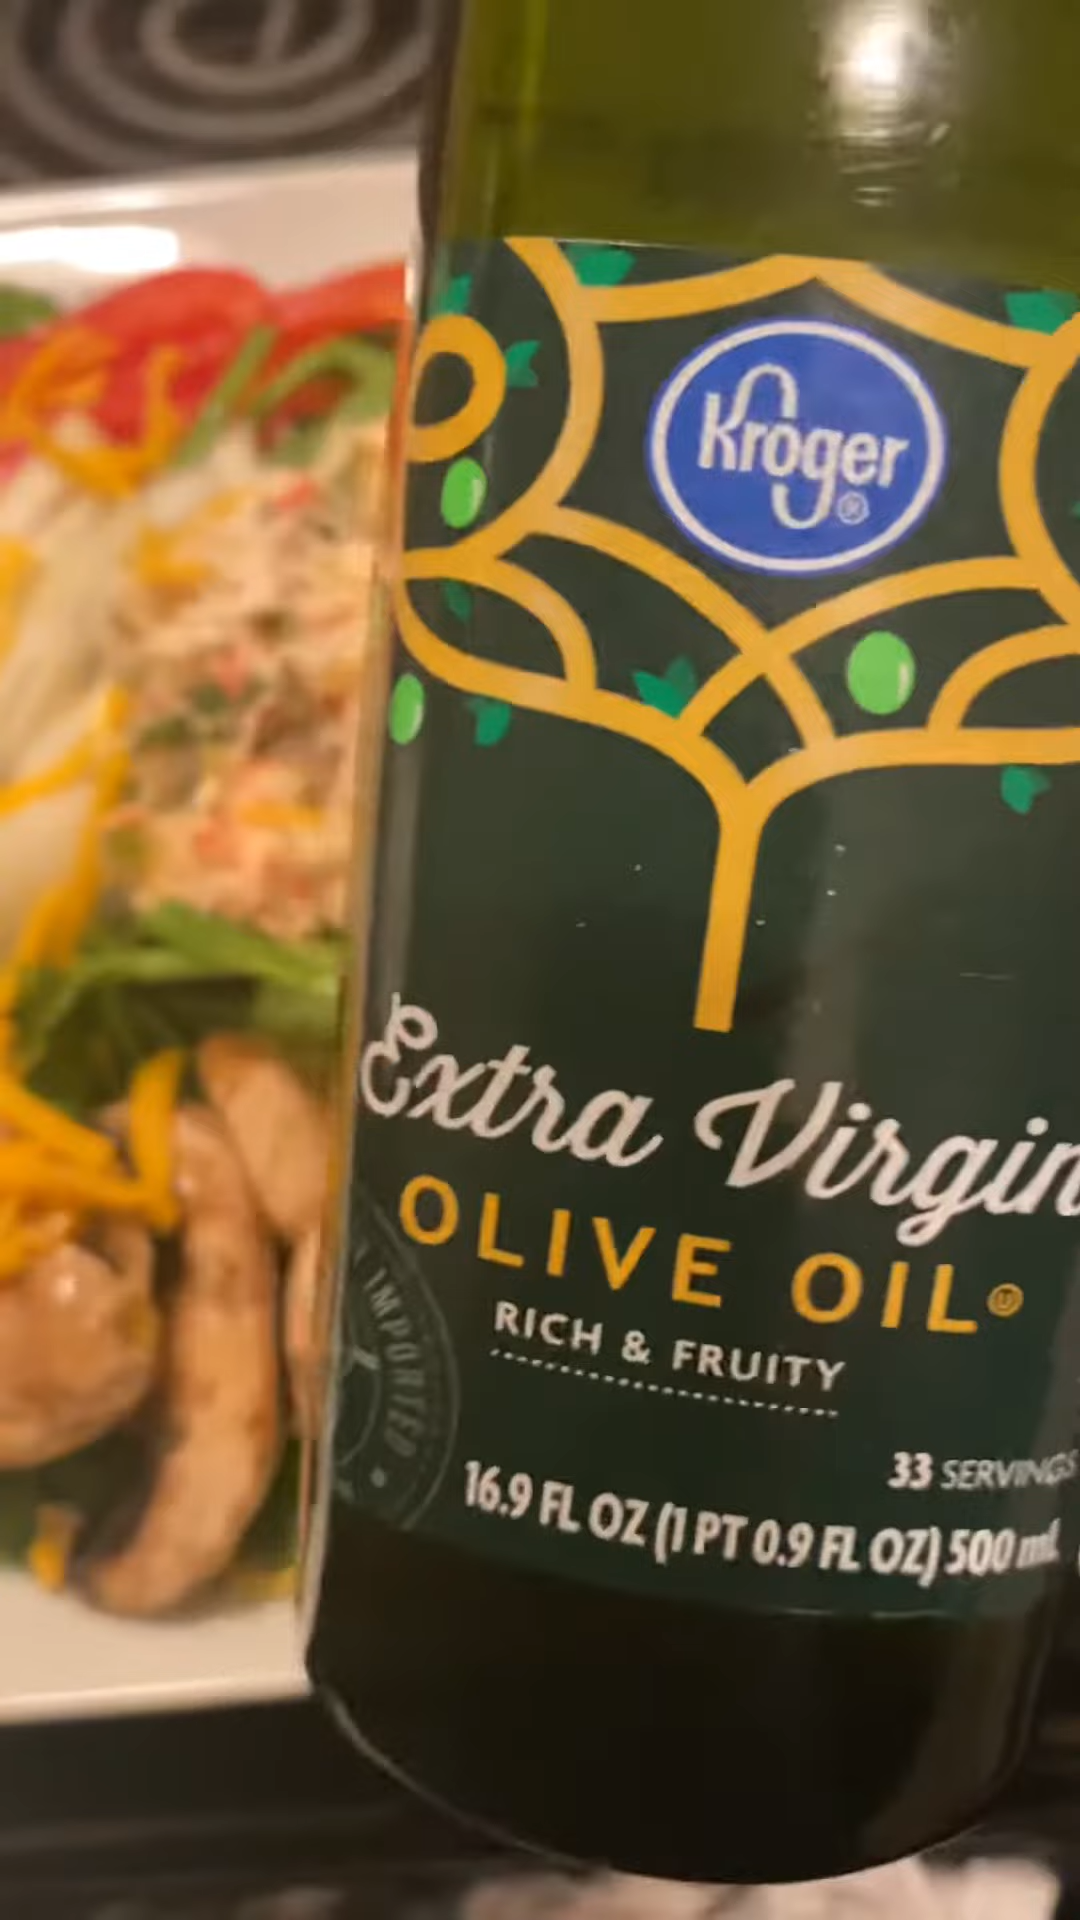 Kroger®
Extra Virgin
OLIVE OIL Ⓤ
RICH & FRUITY
IMPORTED
33 SERVINGS
16.9 FL OZ (1 PT 0.9 FL OZ) 500 mL